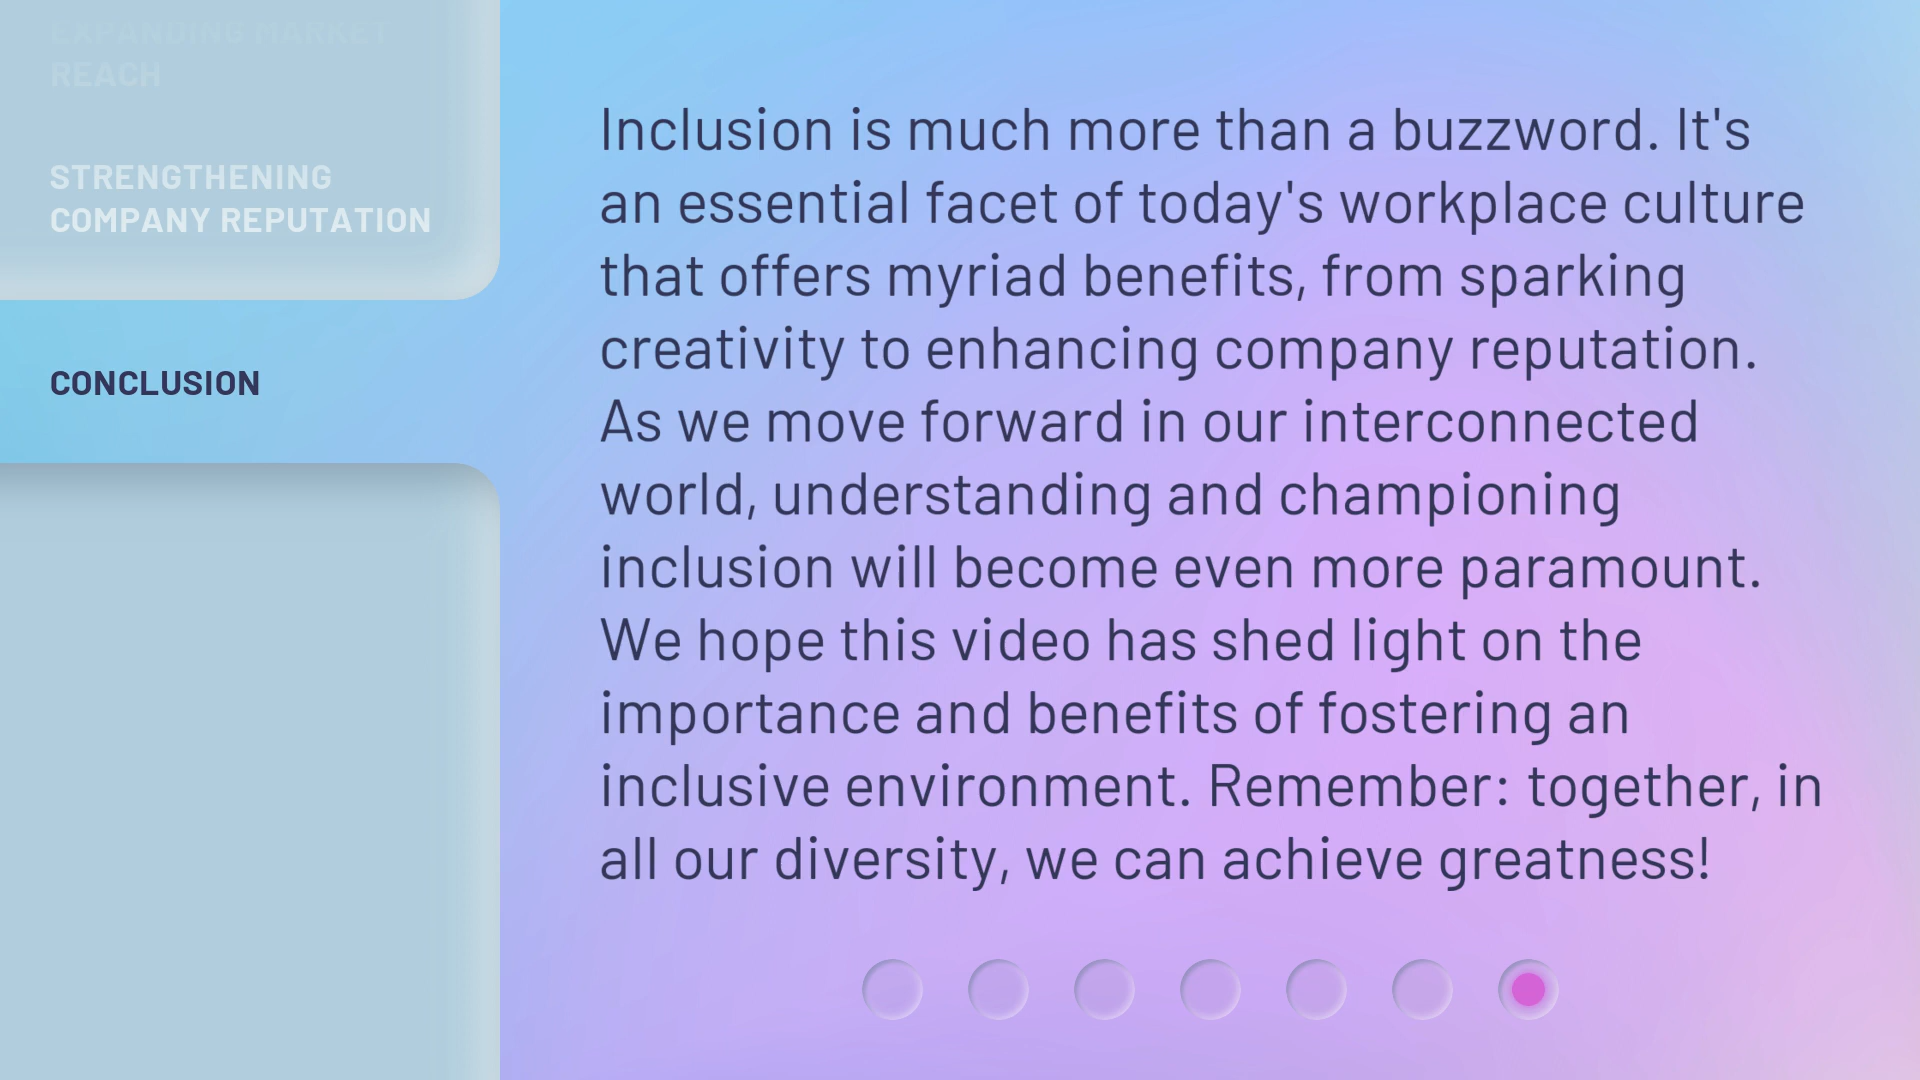 EXPANDING MARKET
REACH
STRENGTHENING
COMPANY REPUTATION
CONCLUSION
Inclusion is much more than a buzzword. It's
an essential facet of today's workplace culture
that offers myriad benefits, from sparking
creativity to enhancing company reputation.
As we move forward in our interconnected
world, understanding and championing
inclusion will become even more paramount.
We hope this video has shed light on the
importance and benefits of fostering an
inclusive environment. Remember: together, in
all our diversity, we can achieve greatness!